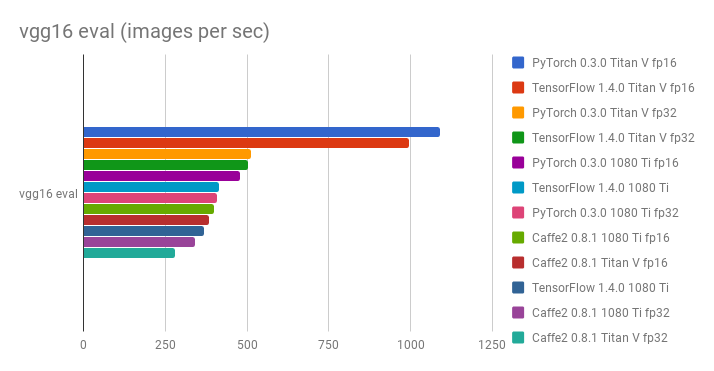 vgg16 eval (images per sec)
PyTorch 0.3.0 Titan V fp16
TensorFlow 1.4.0 Titan V fp16
PyTorch 0.3.0 Titan V fp32
TensorFlow 1.4.0 Titan V fp32
PyTorch 0.3.0 1080 Ti fp16
TensorFlow 1.4.0 1080 Ti
PyTorch 0.3.0 1080 Ti fp32
Caffe2 0.8.1 1080 Ti fp16
Caffe2 0.8.1 Titan V fp16
TensorFlow 1.4.0 1080 Ti
Caffe2 0.8.1 1080 Ti fp32
Caffe2 0.8.1 Titan V fp32
vgg16 eval
0 250 500 750 1000 1250